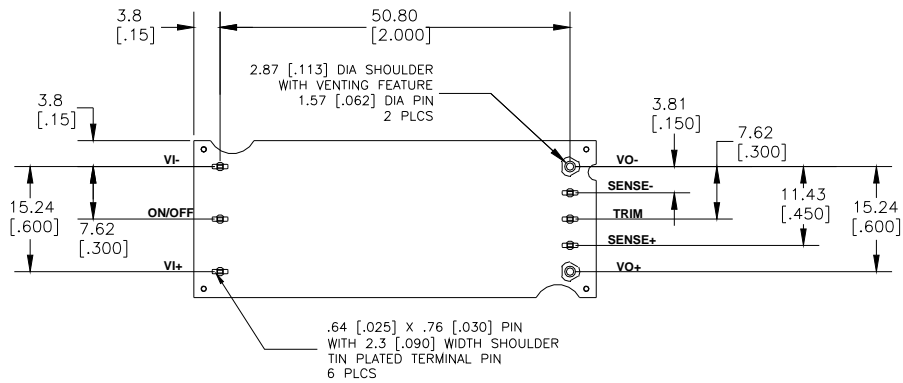 3.8
[.15]
50.80
[2.000]
2.87 [.113] DIA SHOULDER
WITH VENTING FEATURE
1.57 [.062] DIA PIN
2 PLCS
3.8
[.15]
3.81
[.150]
7.62
[.300]
VI-
VO-
SENSE-
15.24
[.600]
ON/OFF
7.62
[.300]
TRIM
11.43
[.450]
15.24
[.600]
SENSE+
VI+
VO+
.64 [.025] X .76 [.030] PIN
WITH 2.3 [.090] WIDTH SHOULDER
TIN PLATED TERMINAL PIN
6 PLCS